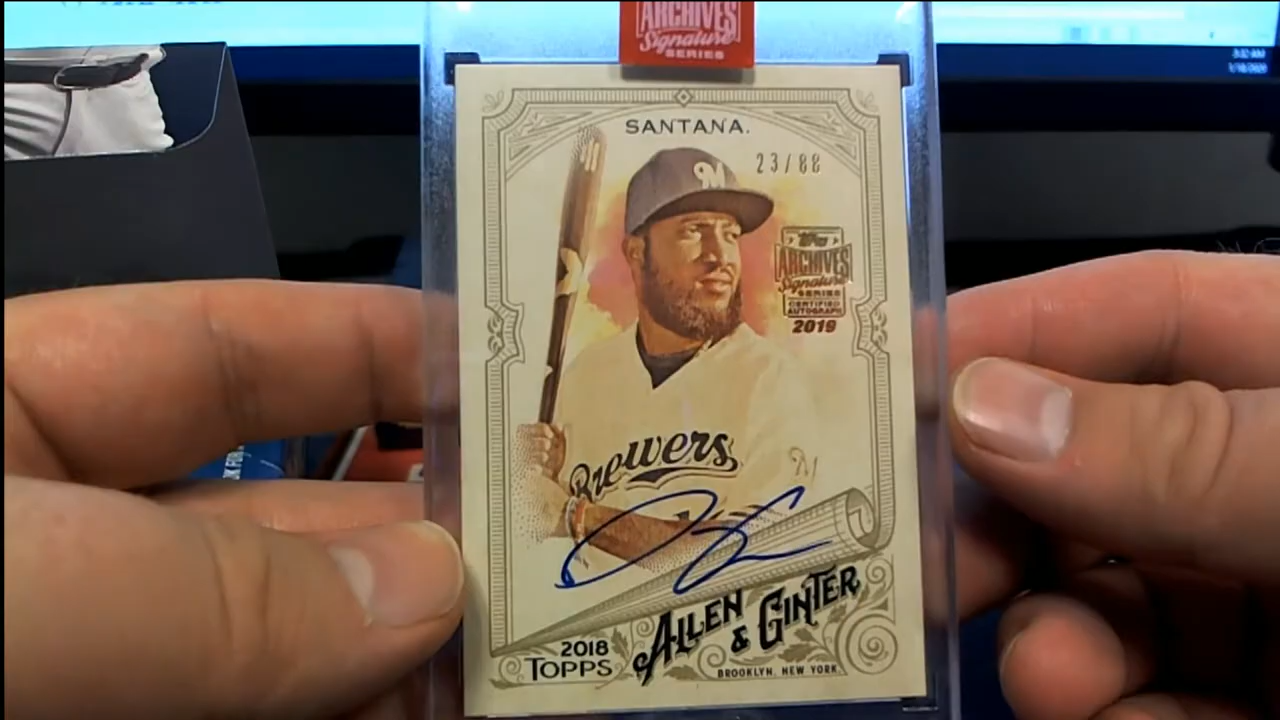 ARCHIVES
Signature
SERIES
SANTANA.
23/88
Topps
ARCHIVES
Signature
SERIES
CERTIFIED
AUTOGRAPH
2019
Brewers
ALLEN
& GINTER
2018
TOPPS
BROOKLYN, NEW YORK.